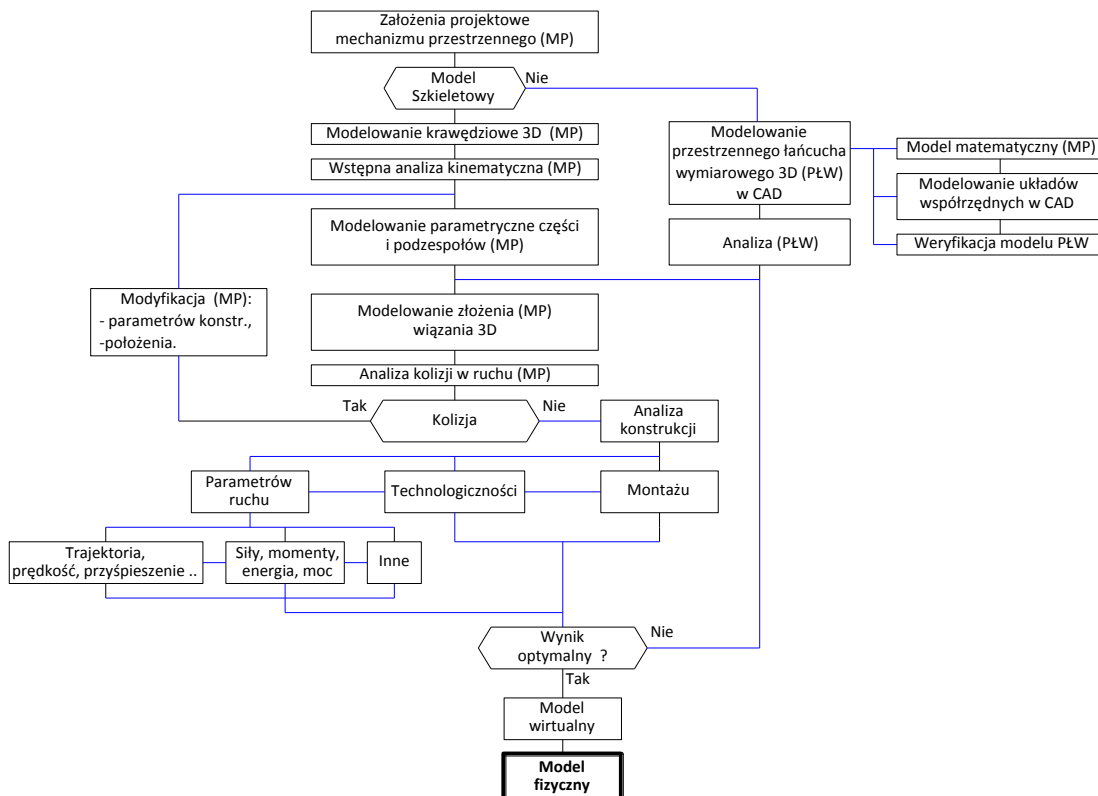 Założenia projektowe
mechanizmu przestrzennego (MP)
Model
Szkieletowy
Nie
Modelowanie krawędziowe 3D (MP)
Wstępna analiza kinematyczna (MP)
Modelowanie
przestrzennego łańcucha
wymiarowego 3D (PŁW)
w CAD
Model matematyczny (MP)
Modelowanie układów
współrzędnych w CAD
Weryfikacja modelu PŁW
Modelowanie parametryczne części
i podzespołów (MP)
Analiza (PŁW)
Modyfikacja (MP):
- parametrów konstr.,
-położenia.
Modelowanie złożenia (MP)
wiązania 3D
Analiza kolizji w ruchu (MP)
Tak
Kolizja
Nie
Analiza
konstrukcji
Parametrów
ruchu
Technologiczności
Montażu
Trajektoria,
prędkość, przyśpieszenie ..
Siły, momenty,
energia, moc
Inne
Wynik
optymalny ?
Nie
Tak
Model
wirtualny
Model
fizyczny